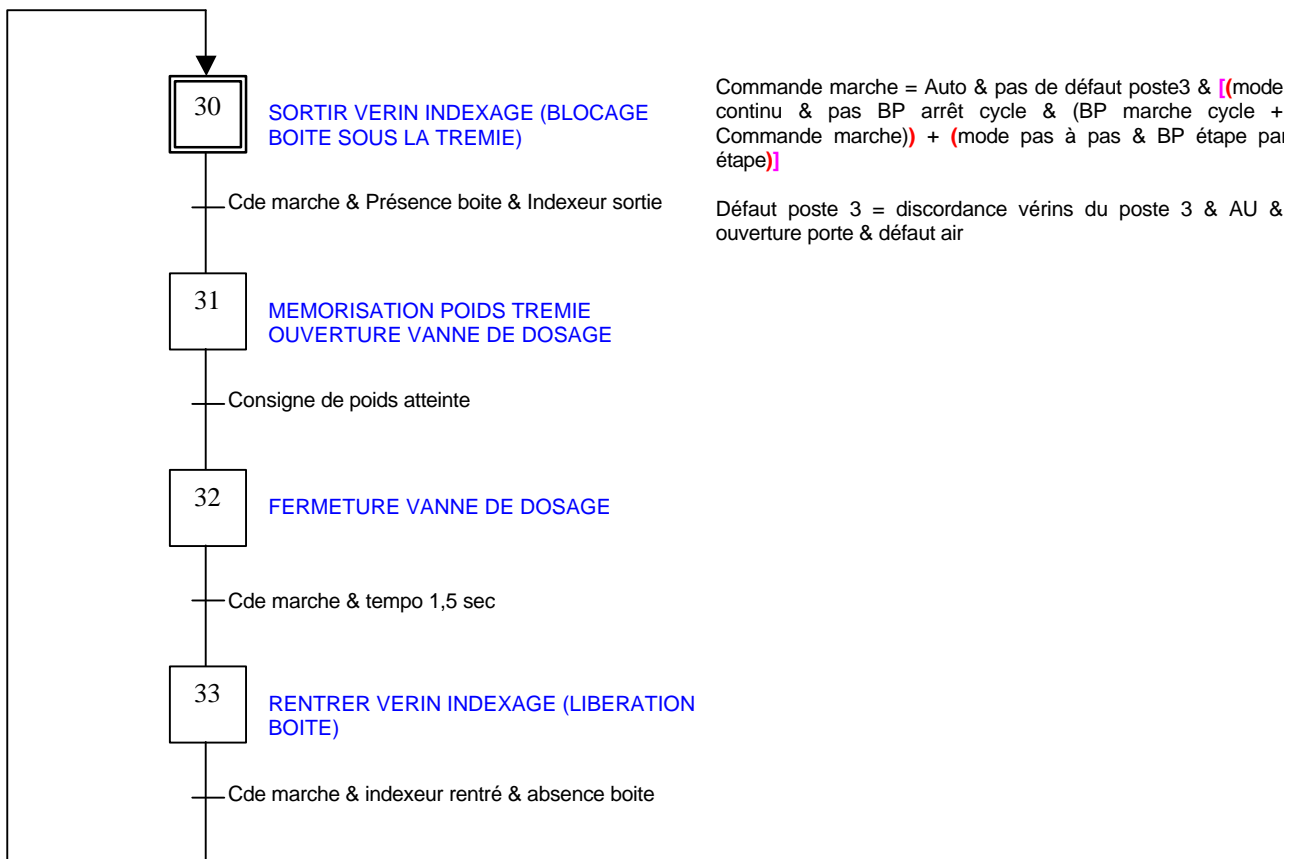 30
SORTIR VERIN INDEXAGE (BLOCAGE
BOITE SOUS LA TREMIE)
Cde marche & Présence boite & Indexeur sortie
31
MEMORISATION POIDS TREMIE
OUVERTURE VANNE DE DOSAGE
Consigne de poids atteinte
32
FERMETURE VANNE DE DOSAGE
Cde marche & tempo 1,5 sec
33
RENTRER VERIN INDEXAGE (LIBERATION
BOITE)
Cde marche & indexeur rentré & absence boite
Commande marche = Auto & pas de défaut poste3 & [(mode
continu & pas BP arrêt cycle & (BP marche cycle +
Commande marche)) + (mode pas à pas & BP étape par
étape)]
Défaut poste 3 = discordance vérins du poste 3 & AU &
ouverture porte & défaut air